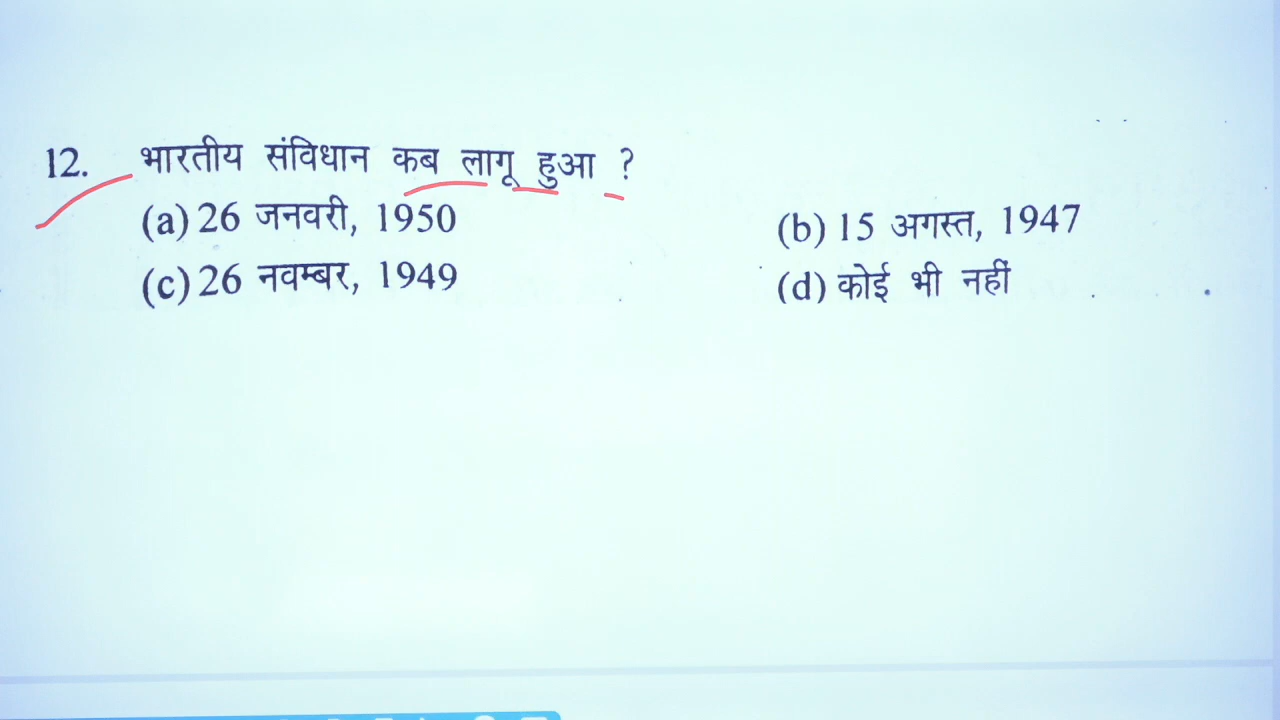 12. भारतीय संविधान कब लागू हुआ ?
(a) 26 जनवरी, 1950 (b) 15 अगस्त, 1947
(c) 26 नवम्बर, 1949 (d) कोई भी नहीं